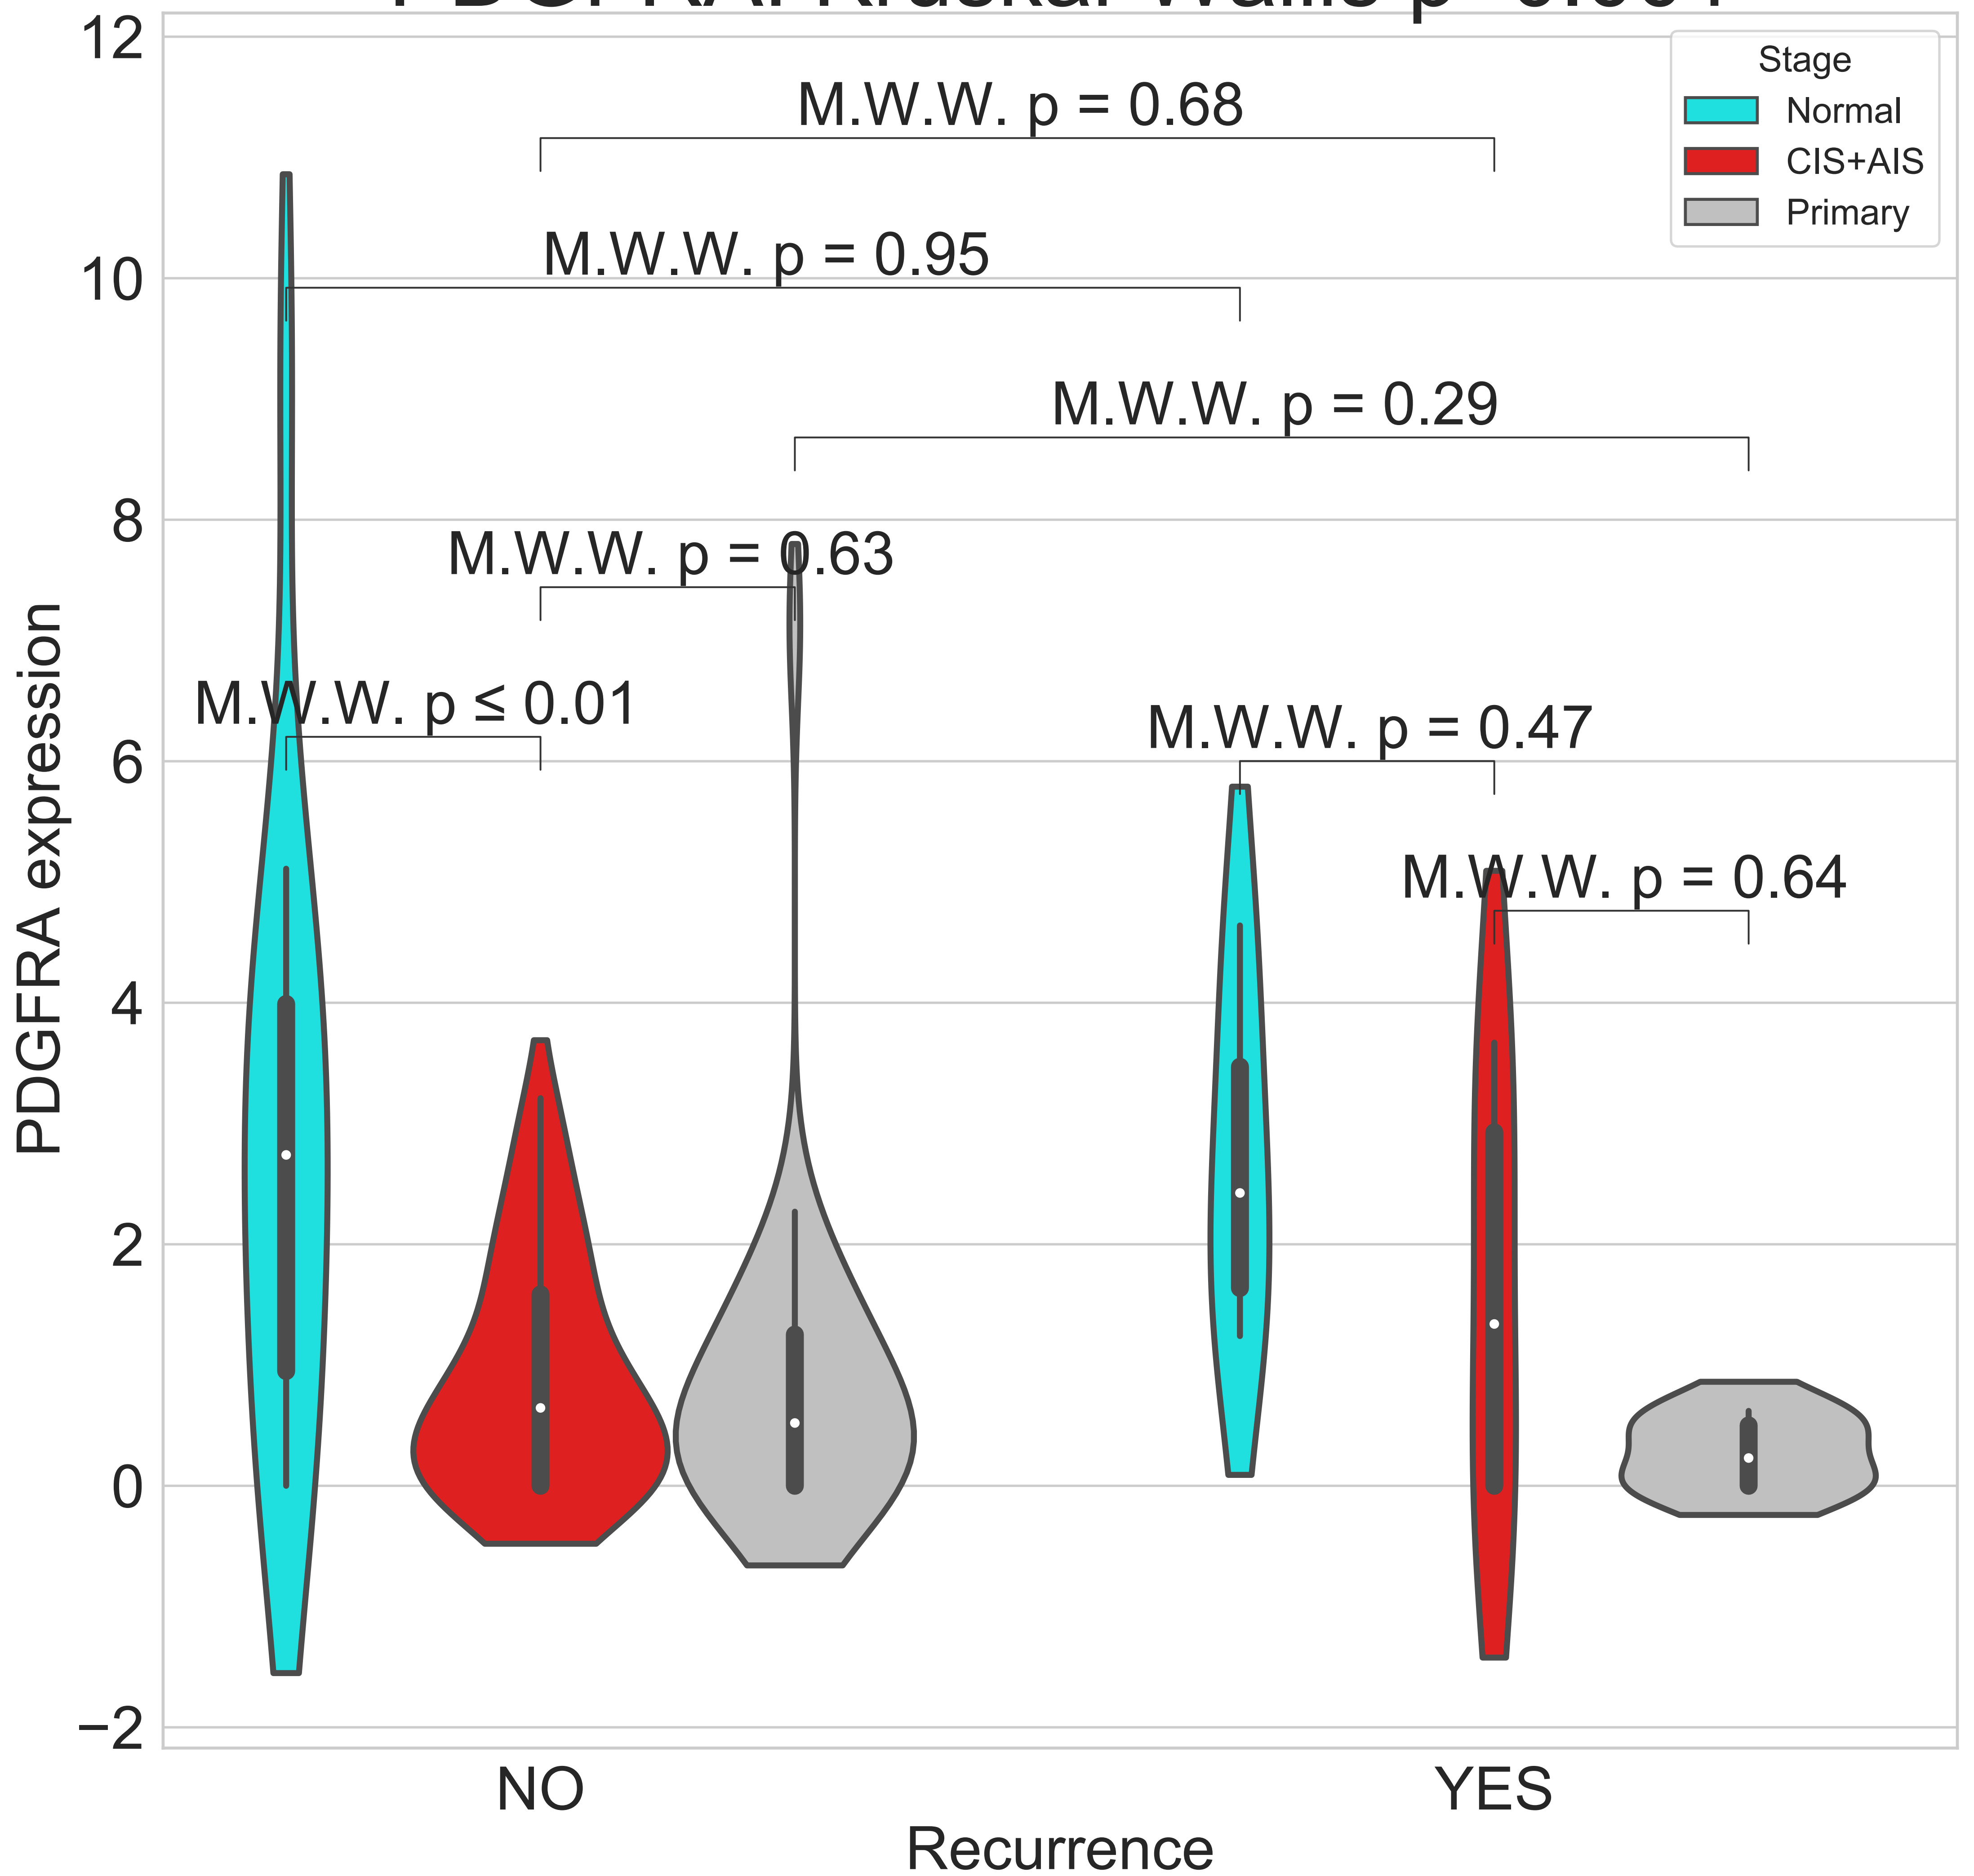 12
10
8
6
4
2
0
−2
PDGFRA expression
M.W.W. p = 0.68
M.W.W. p = 0.95
M.W.W. p = 0.29
M.W.W. p = 0.63
M.W.W. p ≤ 0.01
M.W.W. p = 0.47
M.W.W. p = 0.64
Stage
Normal
CIS+AIS
Primary
NO
YES
Recurrence